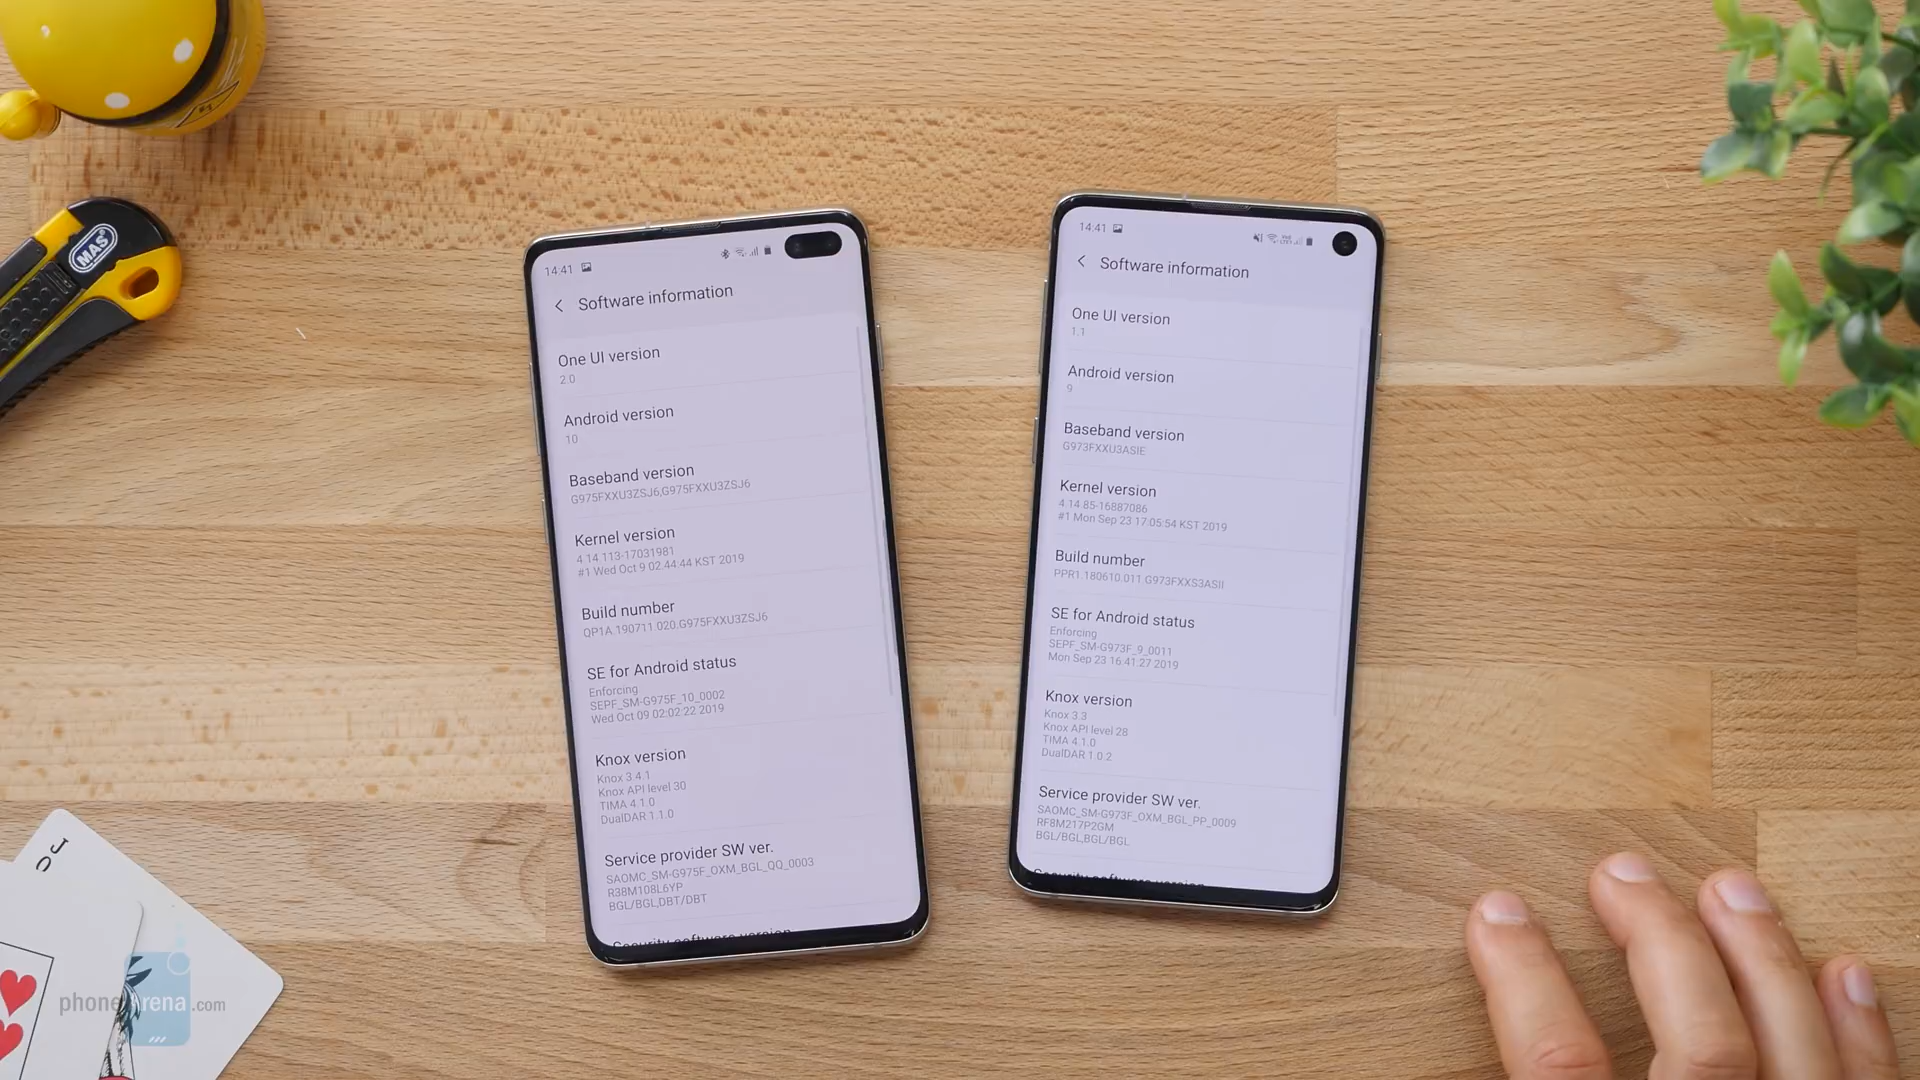 MAS
14:41
Software information
One UI version
2.0
Android version
10
Baseband version
G975FXXU3ZSJ6,G975FXXU3ZSJ6
Kernel version
4.14.113-17031981
#1 Wed Oct 9 02:44:44 KST 2019
Build number
QP1A.190711.020.G975FXXU3ZSJ6
SE for Android status
Enforcing
SEPF_SM-G975F_10_0002
Wed Oct 09 02:02:22 2019
Knox version
Knox 3.4.1
Knox API level 30
TIMA 4.1.0
DualDAR 1.1.0
Service provider SW ver.
SAOMC_SM-G975F_OXM_BGL_QQ_0003
R38M108L6YP
BGL/BGL,DBT/DBT
Security software version
14:41
Software information
One UI version
1.1
Android version
9
Baseband version
G973FXXU3ASIE
Kernel version
4.14.85-16887086
#1 Mon Sep 23 17:05:54 KST 2019
Build number
PPR1.180610.011.G973FXXS3ASII
SE for Android status
Enforcing
SEPF_SM-G973F_9_0011
Mon Sep 23 16:41:27 2019
Knox version
Knox 3.3
Knox API level 28
TIMA 4.1.0
DualDAR 1.0.2
Service provider SW ver.
SAOMC_SM-G973F_OXM_BGL_PP_0009
RF8M217P2GM
BGL/BGL,BGL/BGL
Security software version
J
phoneArena.com